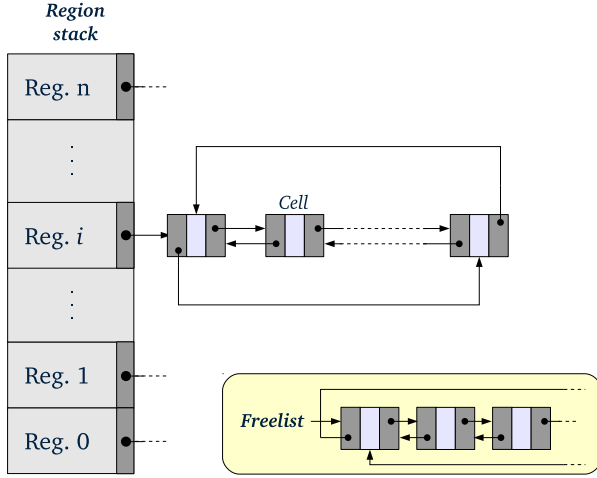 Region
stack
Reg. n
Reg. i
Cell
Reg. 1
Reg. 0
Freelist